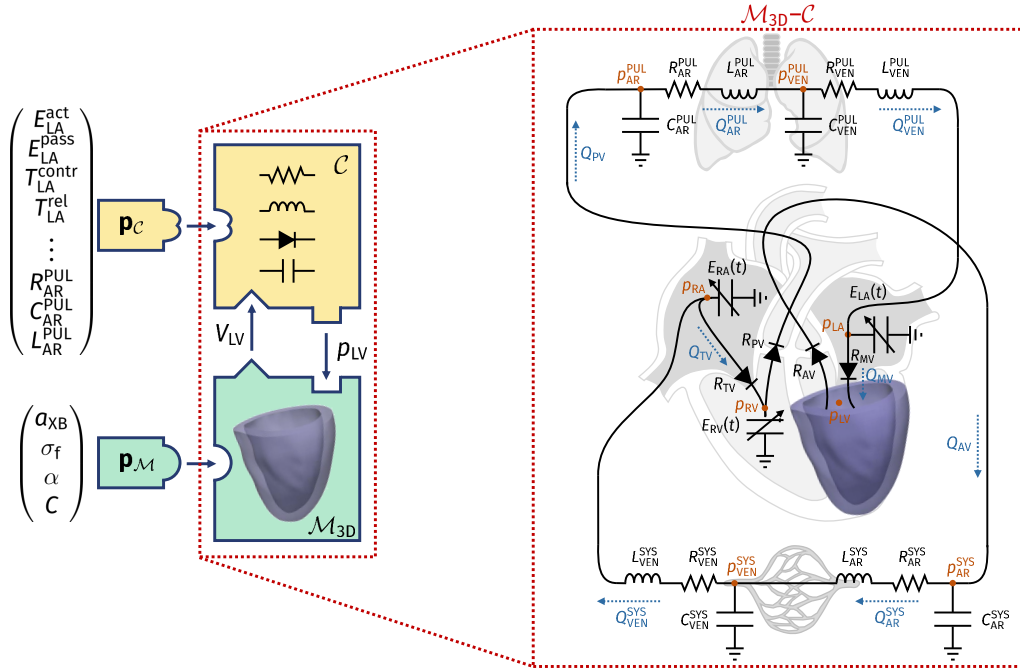 M3D–C
E_LA^act
E_LA^pass
T_LA^contr
T_LA^rel
⋮
R_AR^PUL
C_AR^PUL
L_AR^PUL
p_C
C
V_LV
p_LV
a_XB
σ_f
α
C
p_M
M_3D
p_AR^PUL
R_AR^PUL
L_AR^PUL
p_VEN^PUL
R_VEN^PUL
L_VEN^PUL
C_AR^PUL
Q_AR^PUL
C_VEN^PUL
Q_VEN^PUL
Q_PV
E_RA(t)
p_RA
E_LA(t)
p_LA
Q_TV
R_PV
R_AV
R_MV
R_TV
Q_MV
p_RV
p_LV
E_RV(t)
Q_AV
L_VEN^SYS
R_VEN^SYS
p_VEN^SYS
L_AR^SYS
R_AR^SYS
p_AR^SYS
Q_VEN^SYS
C_VEN^SYS
Q_AR^SYS
C_AR^SYS